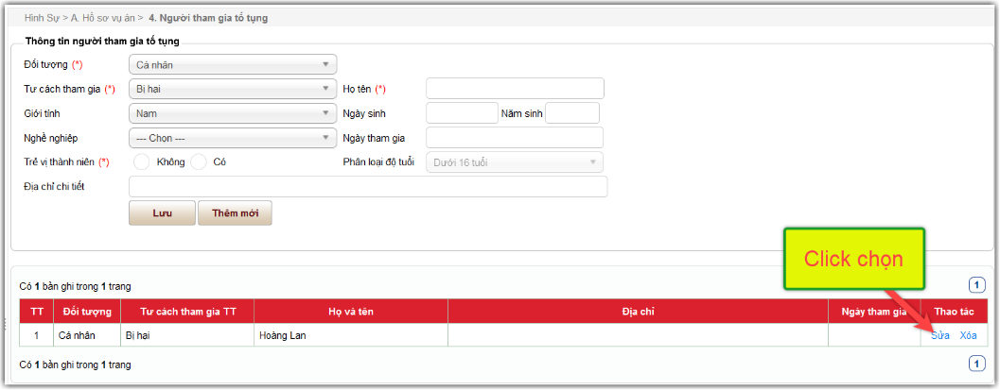 Hình Sự > A. Hồ sơ vụ án > 4. Người tham gia tố tụng
Thông tin người tham gia tố tụng
Đối tượng (*) Cá nhân
Tư cách tham gia (*) Bị hại Họ tên (*)
Giới tính Nam Ngày sinh Năm sinh
Nghề nghiệp --- Chọn --- Ngày tham gia
Trẻ vị thành niên (*) Không Có Phân loại độ tuổi Dưới 16 tuổi
Địa chỉ chi tiết
Lưu Thêm mới
Click chọn
Có 1 bản ghi trong 1 trang 1
TT Đối tượng Tư cách tham gia TT Họ và tên Địa chỉ Ngày tham gia Thao tác
1 Cá nhân Bị hại Hoàng Lan Sửa Xóa
Có 1 bản ghi trong 1 trang 1